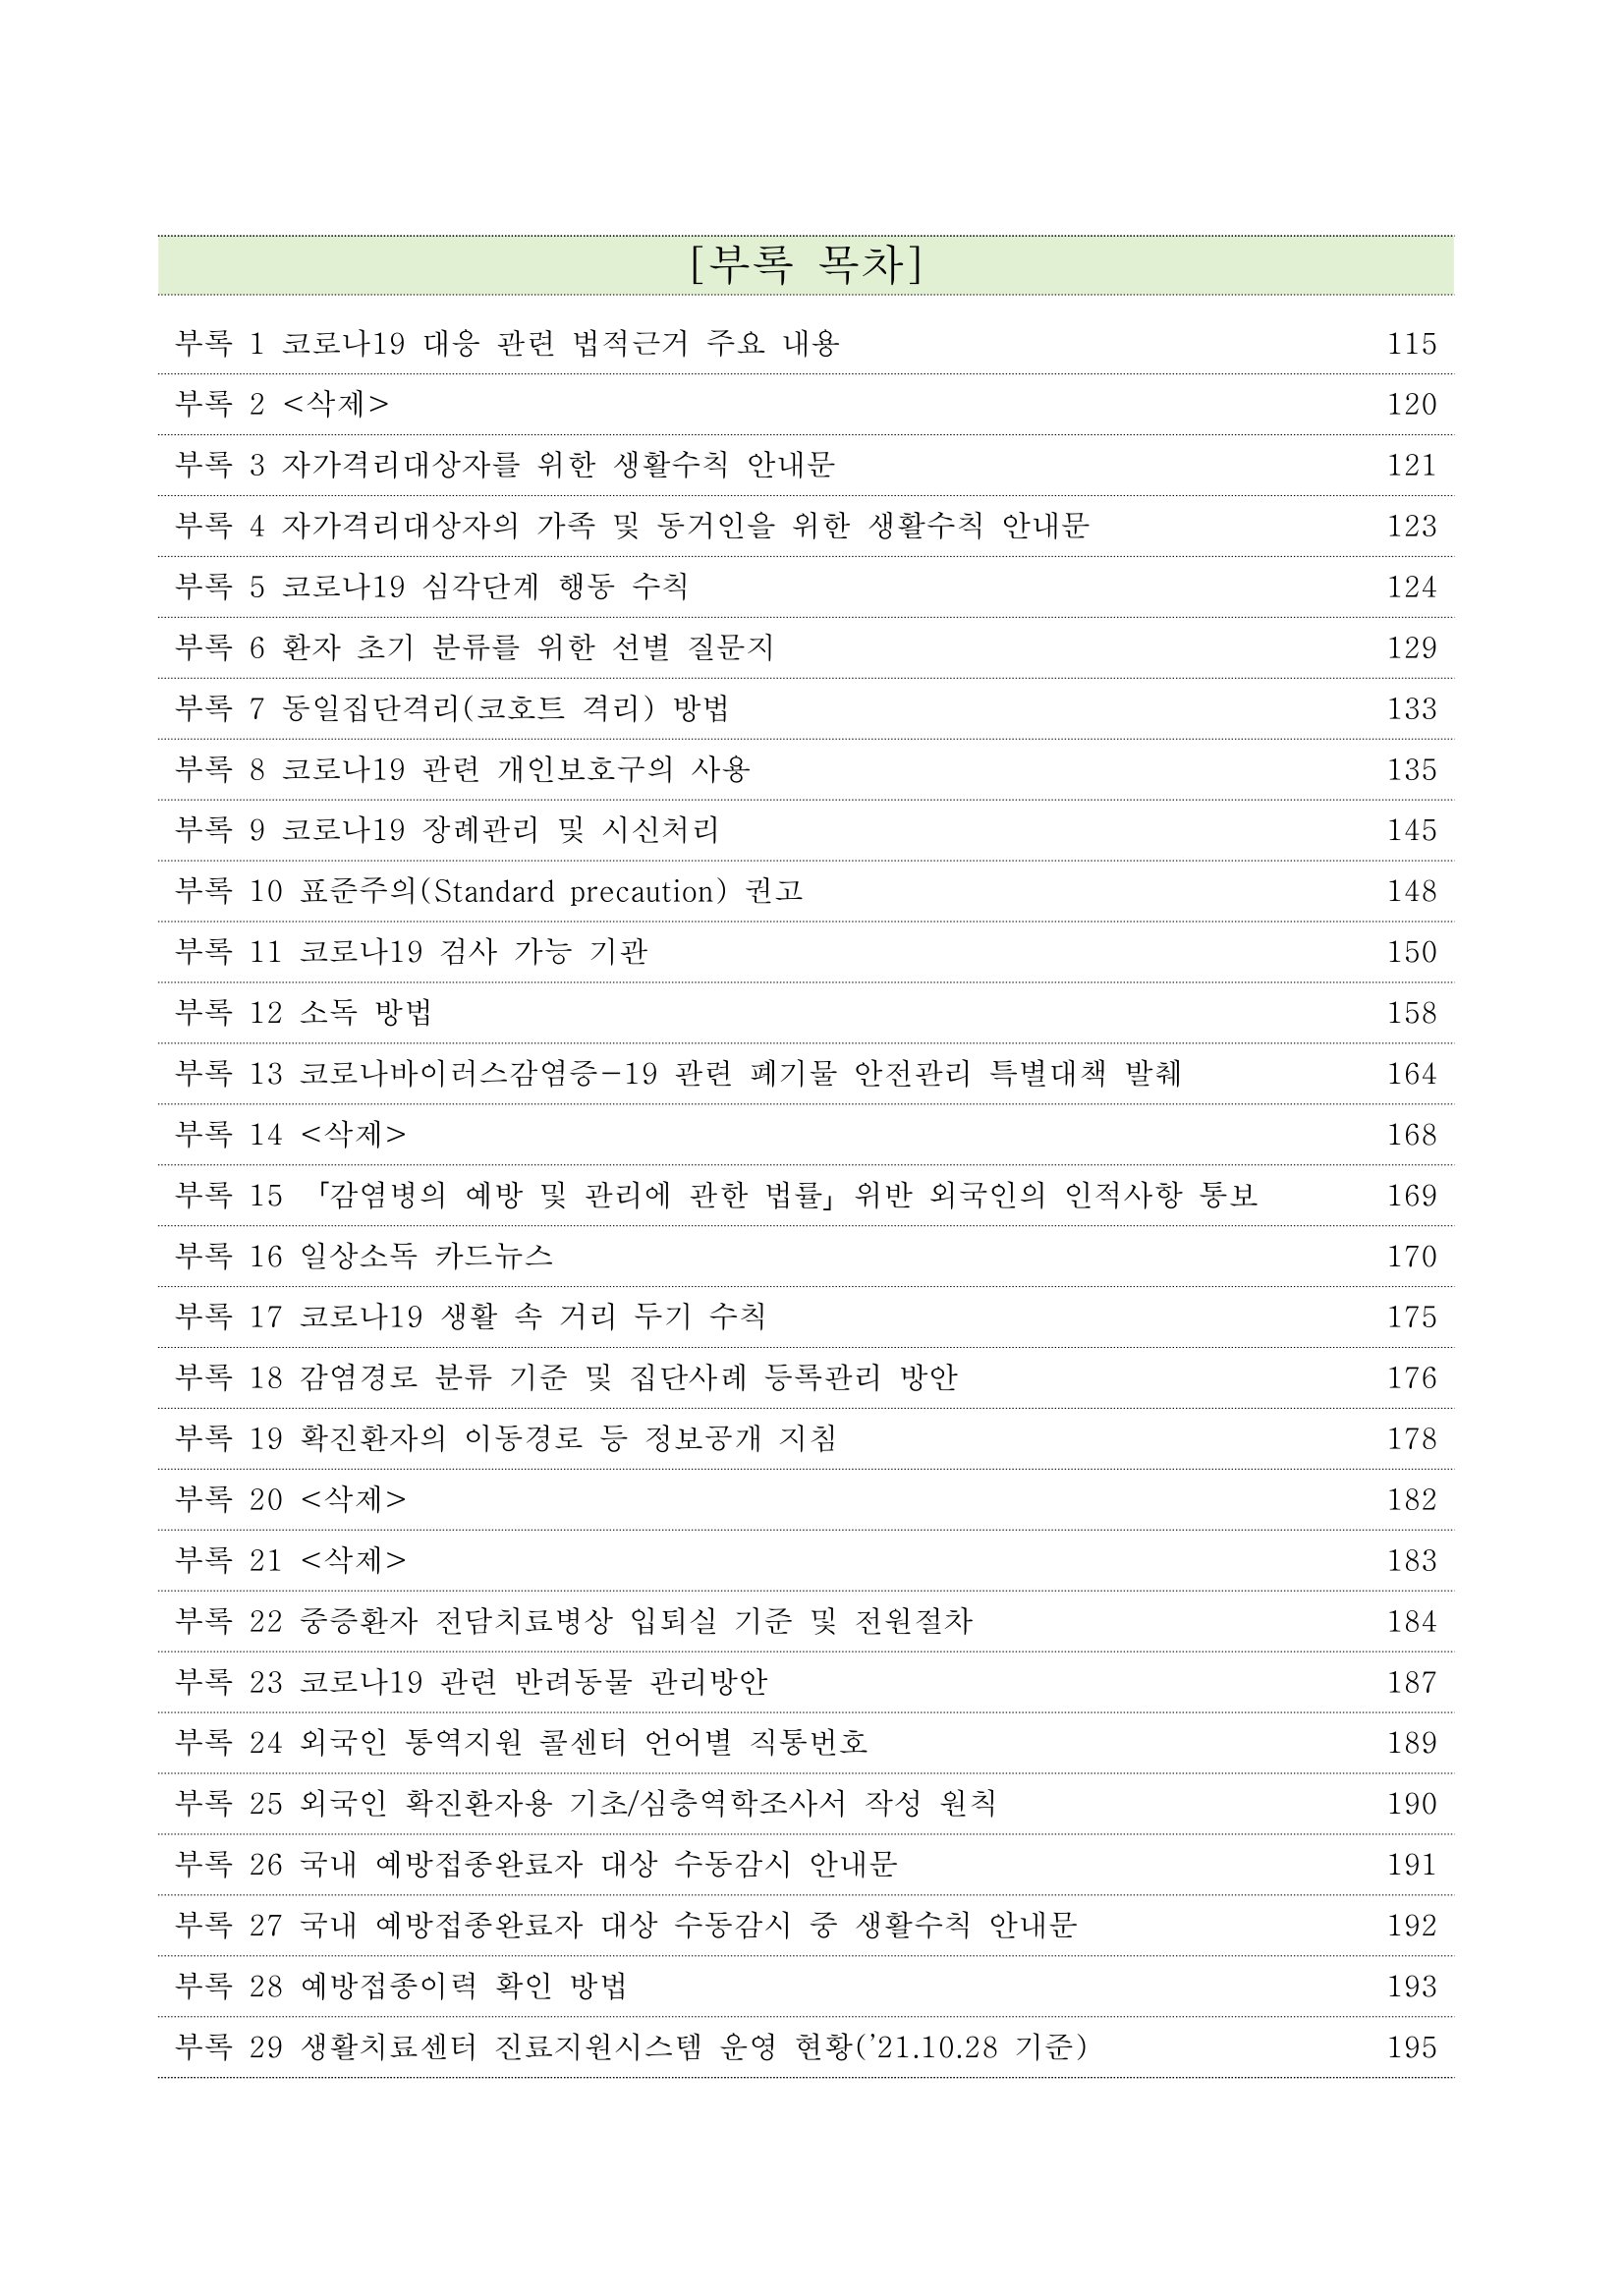 [부록 목차]
부록 1 코로나19 대응 관련 법적근거 주요 내용 115
부록 2 <삭제> 120
부록 3 자가격리대상자를 위한 생활수칙 안내문 121
부록 4 자가격리대상자의 가족 및 동거인을 위한 생활수칙 안내문 123
부록 5 코로나19 심각단계 행동 수칙 124
부록 6 환자 초기 분류를 위한 선별 질문지 129
부록 7 동일집단격리(코호트 격리) 방법 133
부록 8 코로나19 관련 개인보호구의 사용 135
부록 9 코로나19 장례관리 및 시신처리 145
부록 10 표준주의(Standard precaution) 권고 148
부록 11 코로나19 검사 가능 기관 150
부록 12 소독 방법 158
부록 13 코로나바이러스감염증-19 관련 폐기물 안전관리 특별대책 발췌 164
부록 14 <삭제> 168
부록 15 「감염병의 예방 및 관리에 관한 법률」위반 외국인의 인적사항 통보 169
부록 16 일상소독 카드뉴스 170
부록 17 코로나19 생활 속 거리 두기 수칙 175
부록 18 감염경로 분류 기준 및 집단사례 등록관리 방안 176
부록 19 확진환자의 이동경로 등 정보공개 지침 178
부록 20 <삭제> 182
부록 21 <삭제> 183
부록 22 중증환자 전담치료병상 입퇴실 기준 및 전원절차 184
부록 23 코로나19 관련 반려동물 관리방안 187
부록 24 외국인 통역지원 콜센터 언어별 직통번호 189
부록 25 외국인 확진환자용 기초/심층역학조사서 작성 원칙 190
부록 26 국내 예방접종완료자 대상 수동감시 안내문 191
부록 27 국내 예방접종완료자 대상 수동감시 중 생활수칙 안내문 192
부록 28 예방접종이력 확인 방법 193
부록 29 생활치료센터 진료지원시스템 운영 현황(’21.10.28 기준) 195